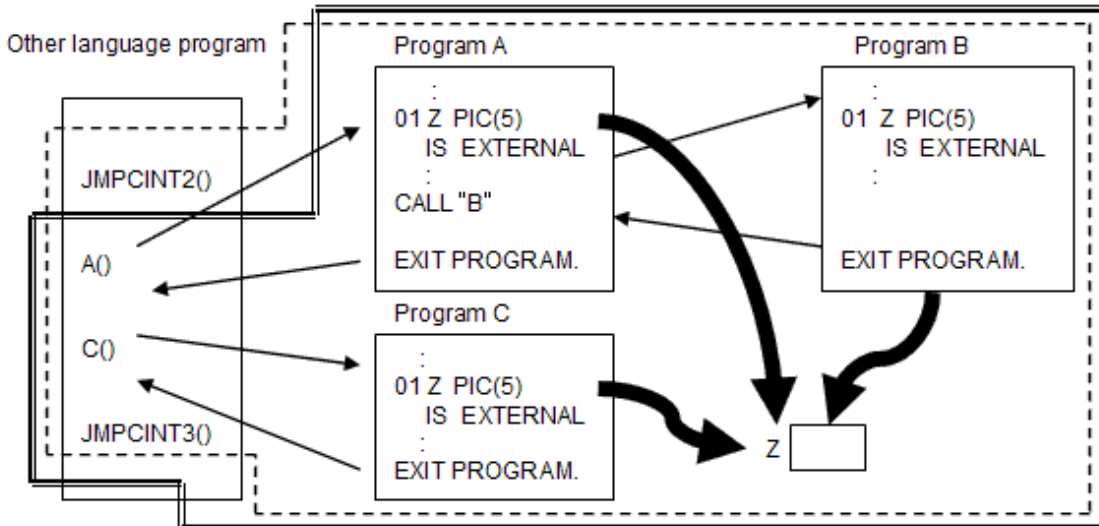 Other language program
JMPCINT2()
A()
C()
JMPCINT3()
Program A
:
01 Z PIC(5)
IS EXTERNAL
:
CALL "B"
EXIT PROGRAM.
Program B
:
01 Z PIC(5)
IS EXTERNAL
:
EXIT PROGRAM.
Program C
:
01 Z PIC(5)
IS EXTERNAL
:
EXIT PROGRAM.
Z